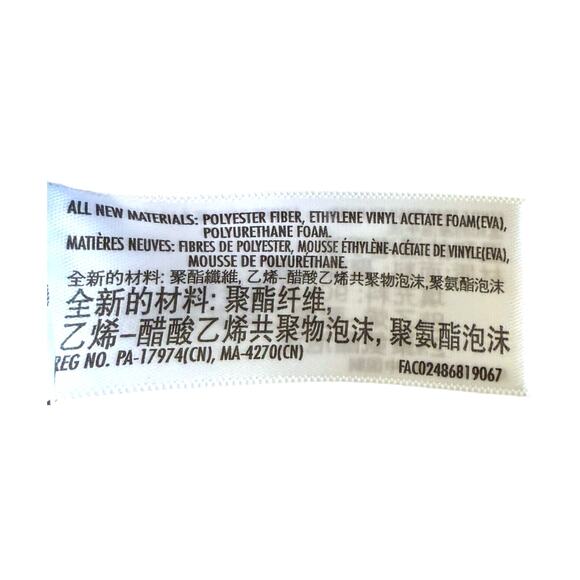 ALL NEW MATERIALS: POLYESTER FIBER, ETHYLENE VINYL ACETATE FOAM(EVA),
POLYURETHANE FOAM.
MATIÈRES NEUVES: FIBRES DE POLYESTER, MOUSSE ÉTHYLÈNE-ACÉTATE DE VINYLE(EVA),
MOUSSE DE POLYURÉTHANE.
全新的材料: 聚酯纖維, 乙烯-醋酸乙烯共聚物泡沫,聚氨酯泡沫
全新的材料: 聚酯纤维,
乙烯-醋酸乙烯共聚物泡沫, 聚氨酯泡沫
REG NO. PA-17974(CN), MA-4270(CN)
FAC02486819067